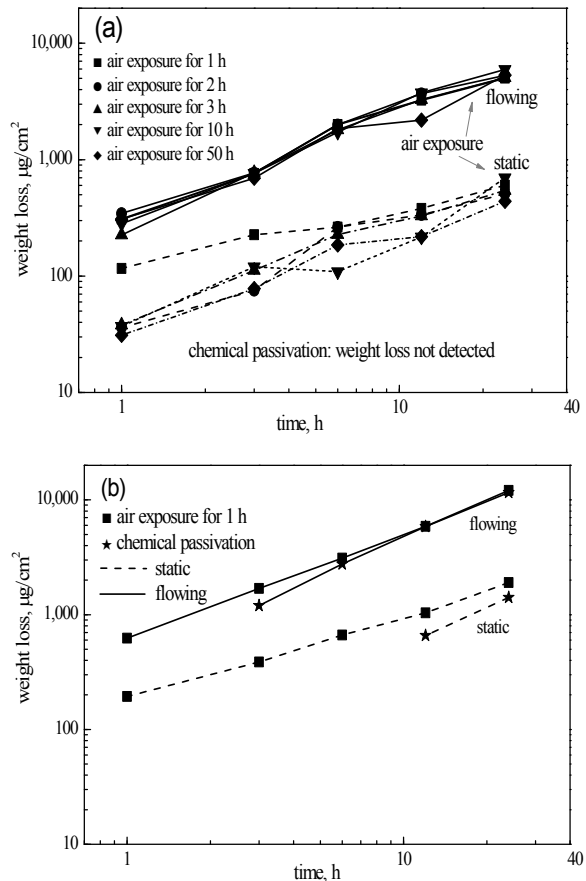 (a)
10,000
1,000
100
10
weight loss, μg/cm²
air exposure for 1 h
air exposure for 2 h
air exposure for 3 h
air exposure for 10 h
air exposure for 50 h
flowing
air exposure
static
chemical passivation: weight loss not detected
1 10 40
time, h
(b)
10,000
1,000
100
10
weight loss, μg/cm²
air exposure for 1 h
chemical passivation
static
flowing
flowing
static
1 10 40
time, h